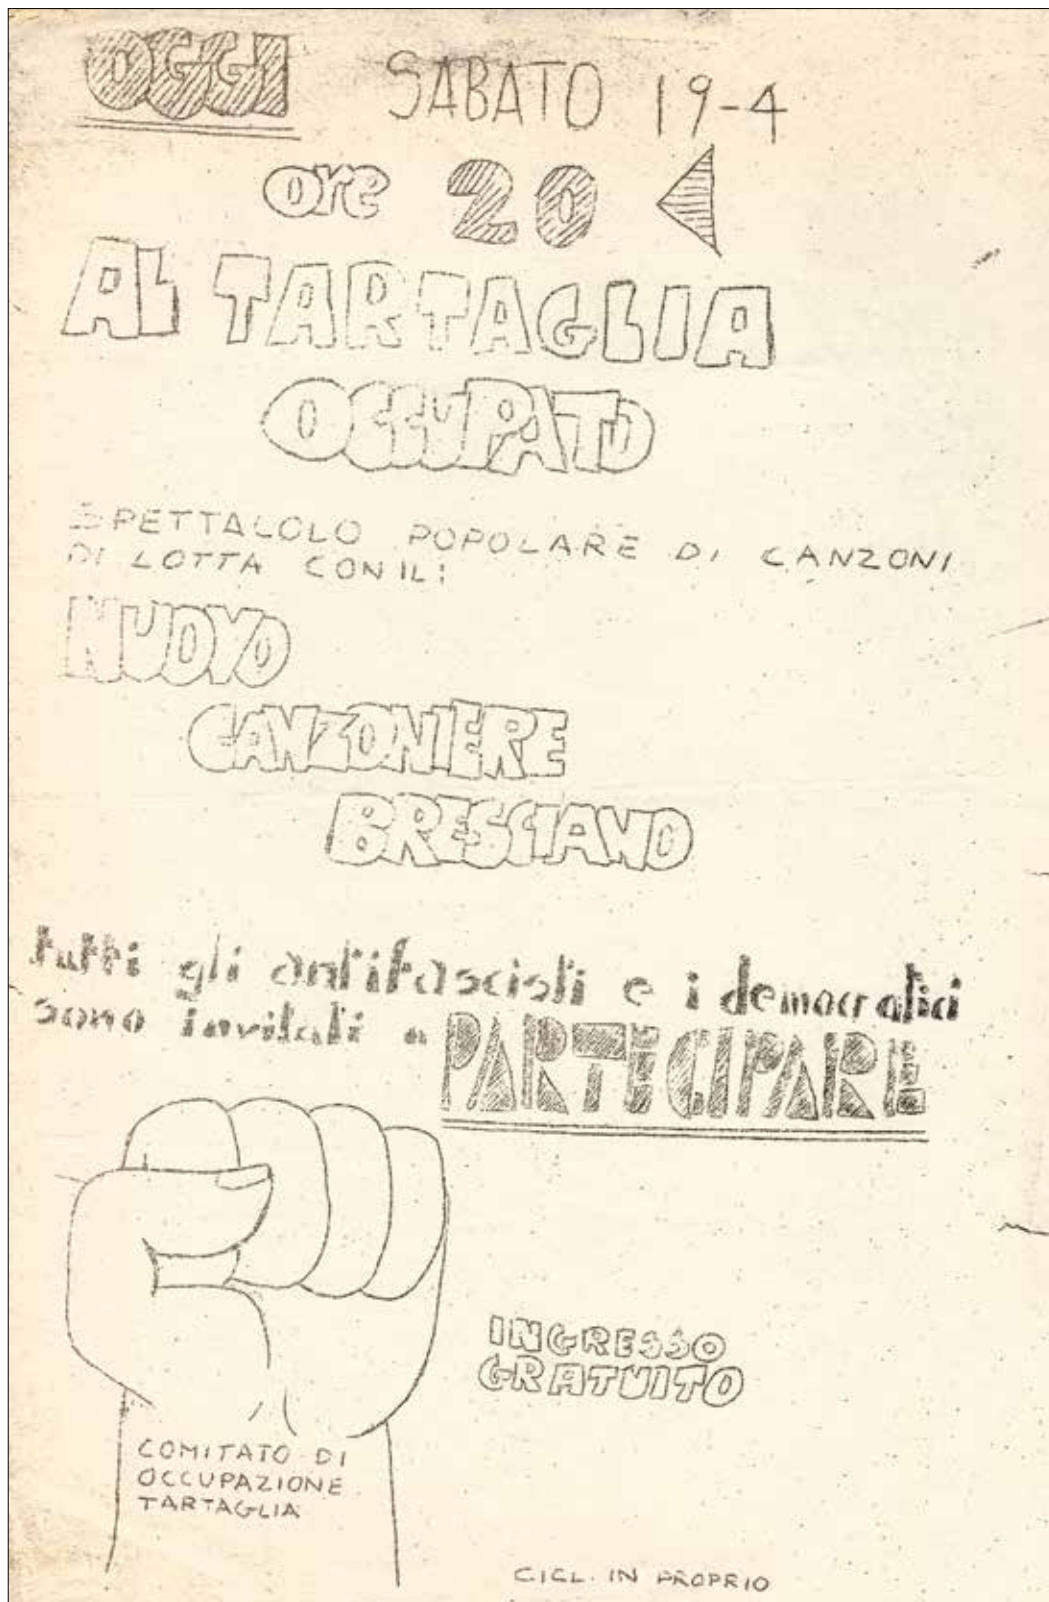 OGGI SABATO 19-4
ore 20
AL TARTAGLIA
OCCUPATO
SPETTACOLO POPOLARE DI CANZONI
DI LOTTA CON IL:
NUOVO
CANZONIERE
BRESCIANO
tutti gli antifascisti e i democratici
sono invitati a PARTECIPARE
INGRESSO
GRATUITO
COMITATO DI
OCCUPAZIONE
TARTAGLIA
CICL. IN PROPRIO